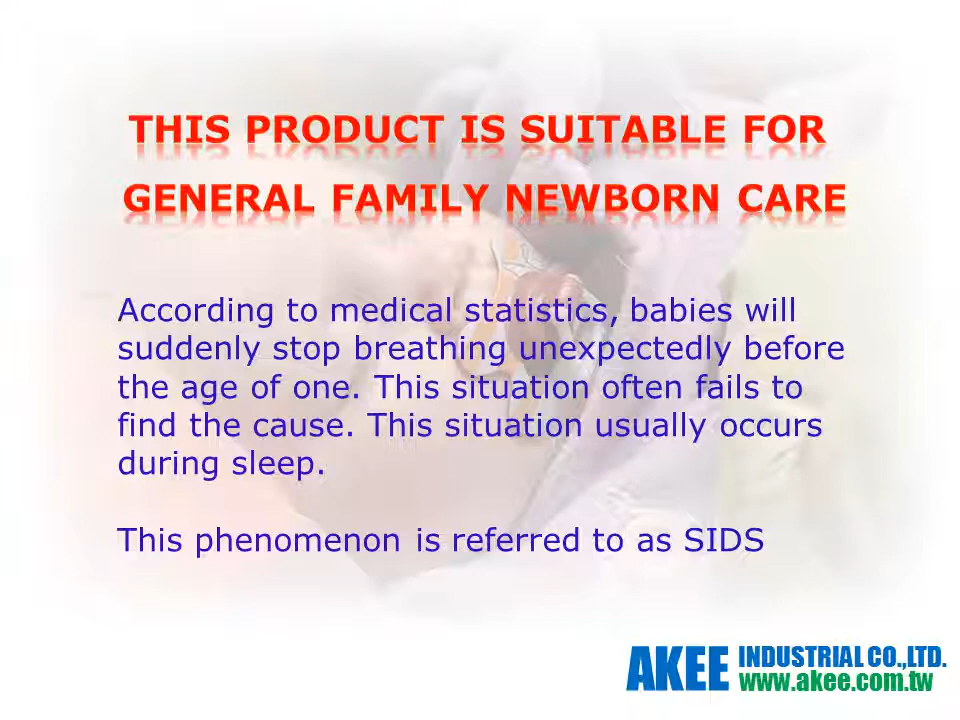 THIS PRODUCT IS SUITABLE FOR
GENERAL FAMILY NEWBORN CARE
According to medical statistics, babies will
suddenly stop breathing unexpectedly before
the age of one. This situation often fails to
find the cause. This situation usually occurs
during sleep.
This phenomenon is referred to as SIDS
AKEE INDUSTRIAL CO.,LTD.
www.akee.com.tw